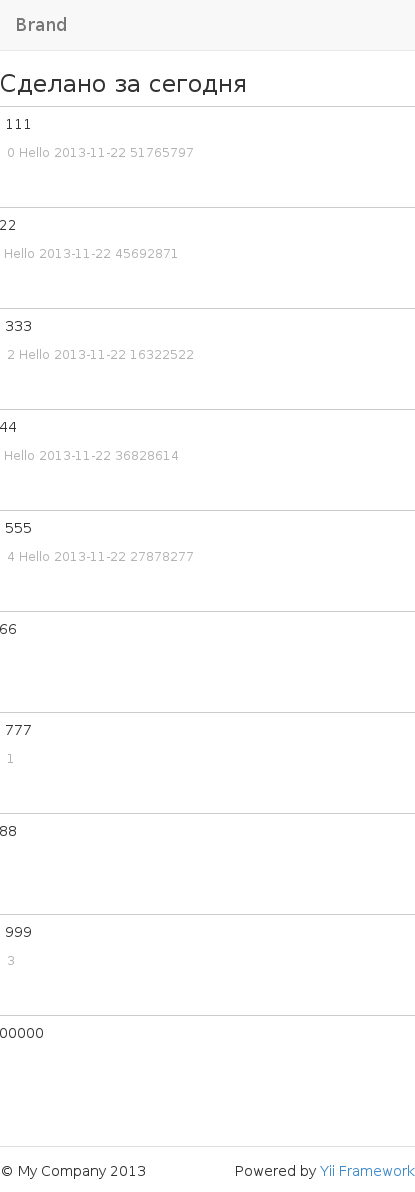 Brand
Сделано за сегодня
111
0 Hello 2013-11-22 51765797
22
Hello 2013-11-22 45692871
333
2 Hello 2013-11-22 16322522
44
Hello 2013-11-22 36828614
555
4 Hello 2013-11-22 27878277
66
777
1
88
999
3
00000
© My Company 2013 Powered by Yii Framework